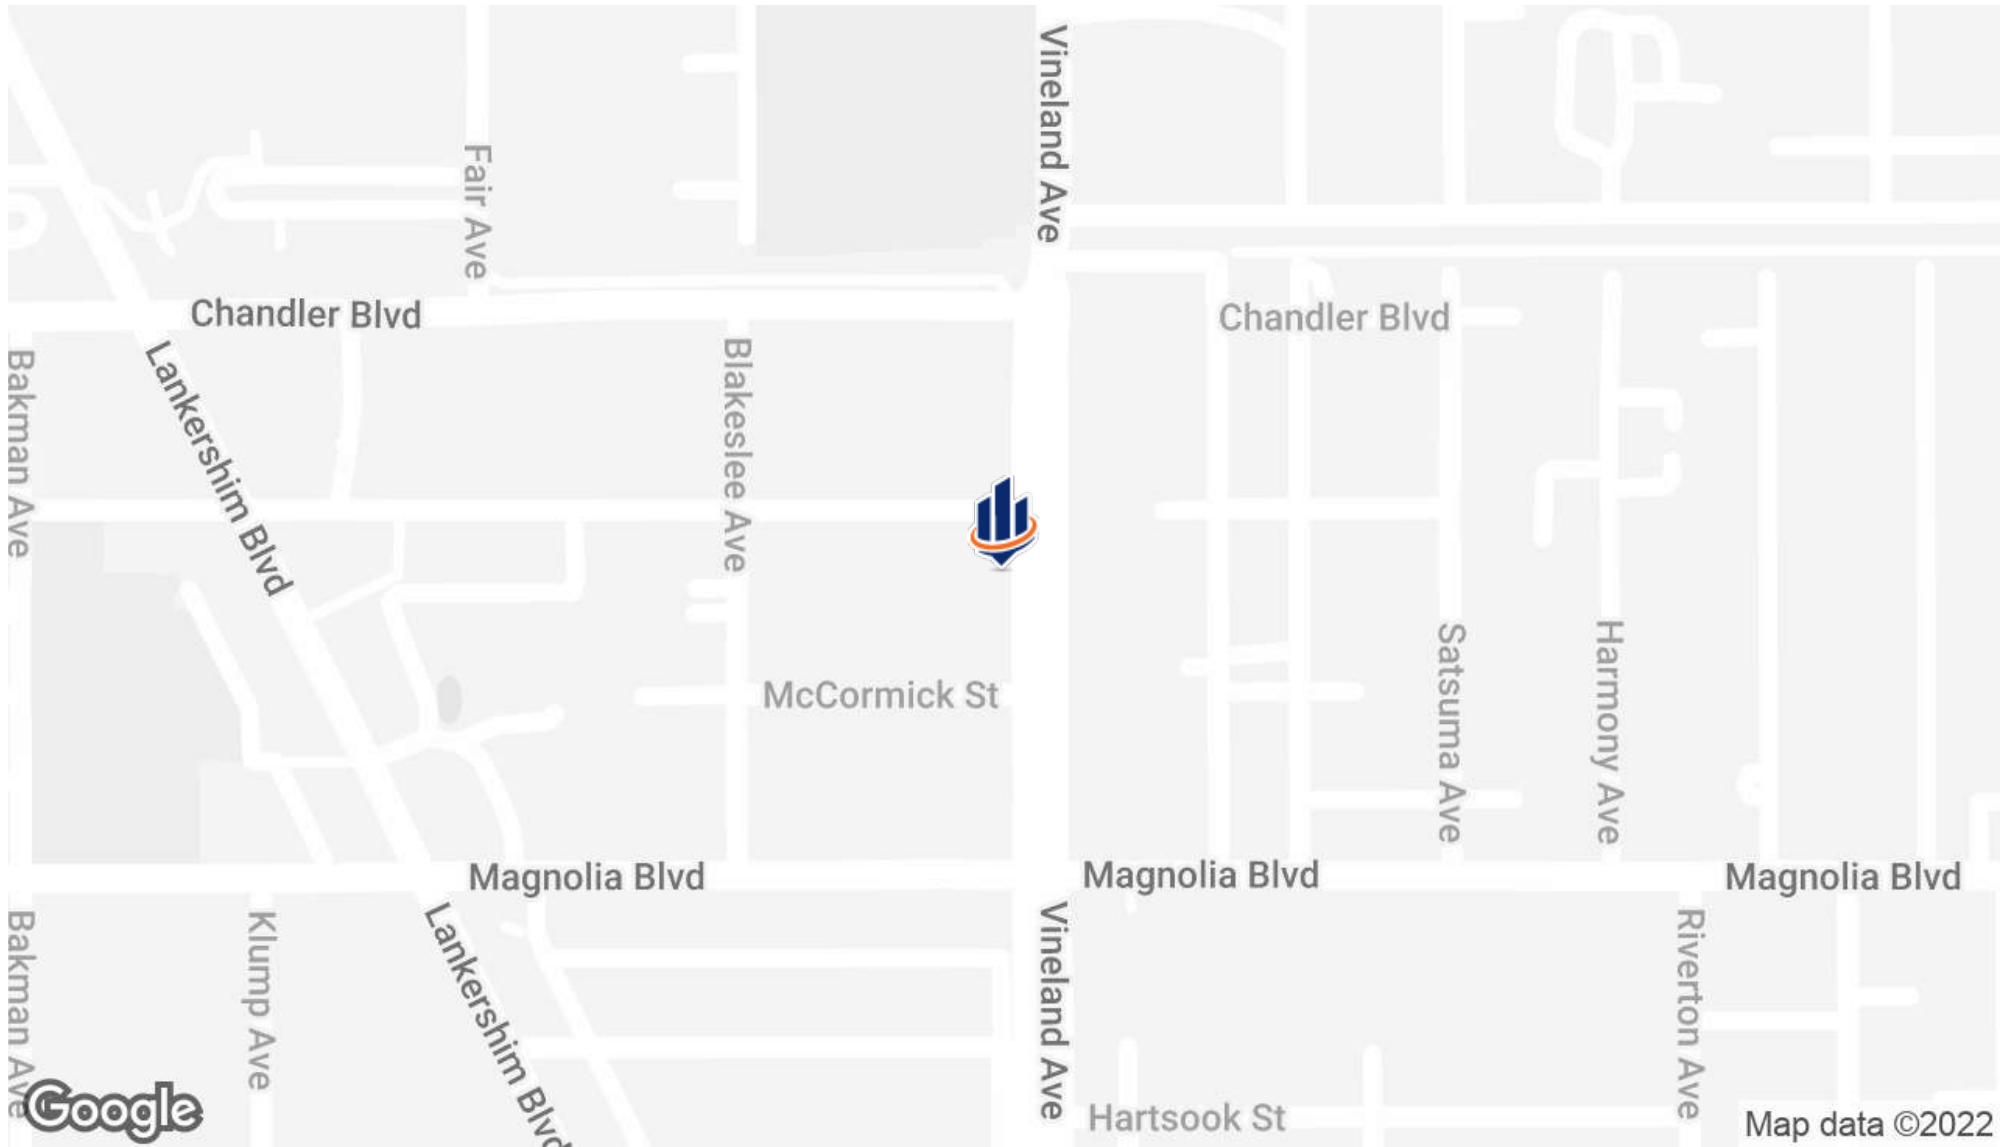 Vineland Ave
Fair Ave
Chandler Blvd
Chandler Blvd
Bakman Ave
Lankershim Blvd
Blakeslee Ave
Satsuma Ave
Harmony Ave
McCormick St
Magnolia Blvd
Magnolia Blvd
Magnolia Blvd
Bakman Ave
Klump Ave
Lankershim Blvd
Vineland Ave
Riverton Ave
Hartsook St
Google
Map data ©2022